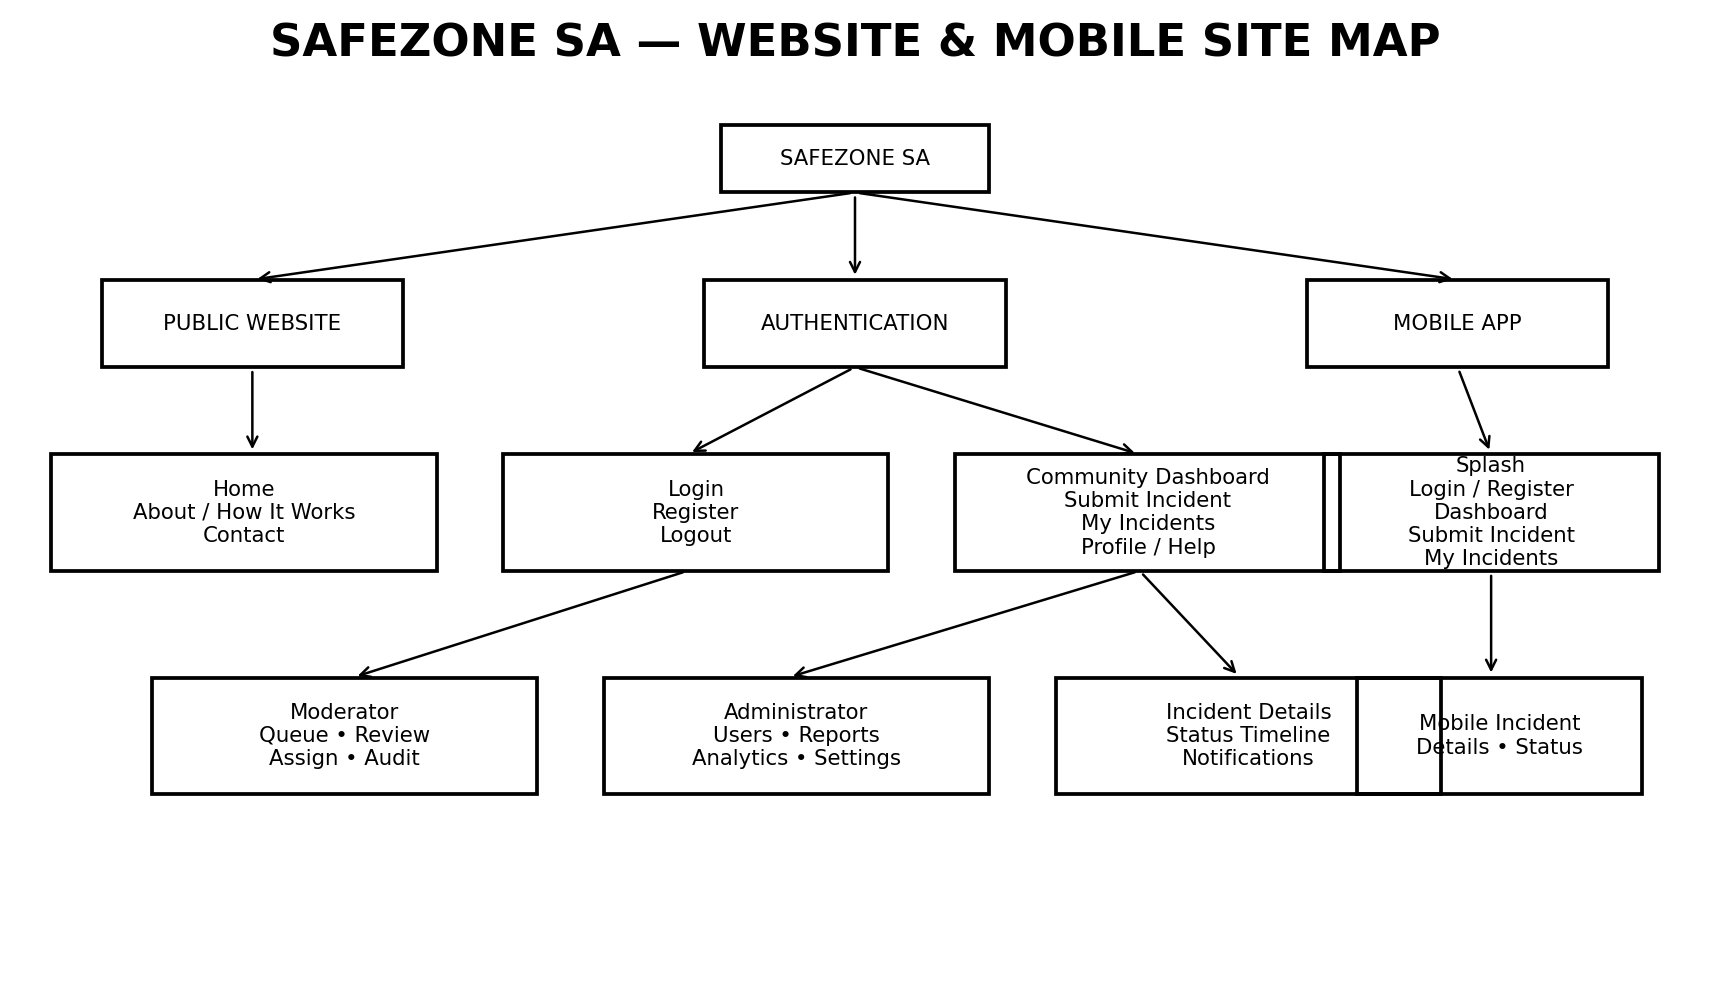 SAFEZONE SA — WEBSITE & MOBILE SITE MAP
SAFEZONE SA
PUBLIC WEBSITE
AUTHENTICATION
MOBILE APP
Home
About / How It Works
Contact
Login
Register
Logout
Community Dashboard
Submit Incident
My Incidents
Profile / Help
Splash
Login / Register
Dashboard
Submit Incident
My Incidents
Moderator
Queue • Review
Assign • Audit
Administrator
Users • Reports
Analytics • Settings
Incident Details
Status Timeline
Notifications
Mobile Incident
Details • Status